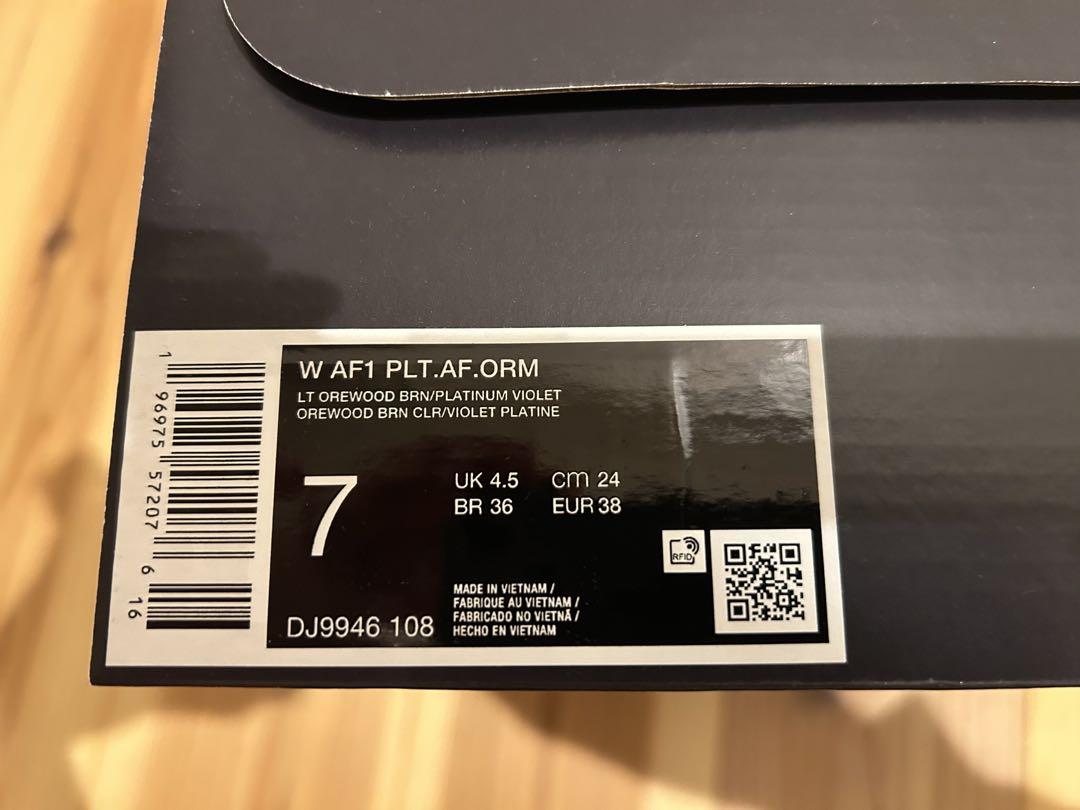 W AF1 PLT.AF.ORM
LT OREWOOD BRN/PLATINUM VIOLET
OREWOOD BRN CLR/VIOLET PLATINE
7
UK 4.5 cm 24
BR 36 EUR 38
RFID
MADE IN VIETNAM /
FABRIQUE AU VIETNAM /
FABRICADO NO VIETNÃ /
HECHO EN VIETNAM
DJ9946 108
1 96975 57207 6 16